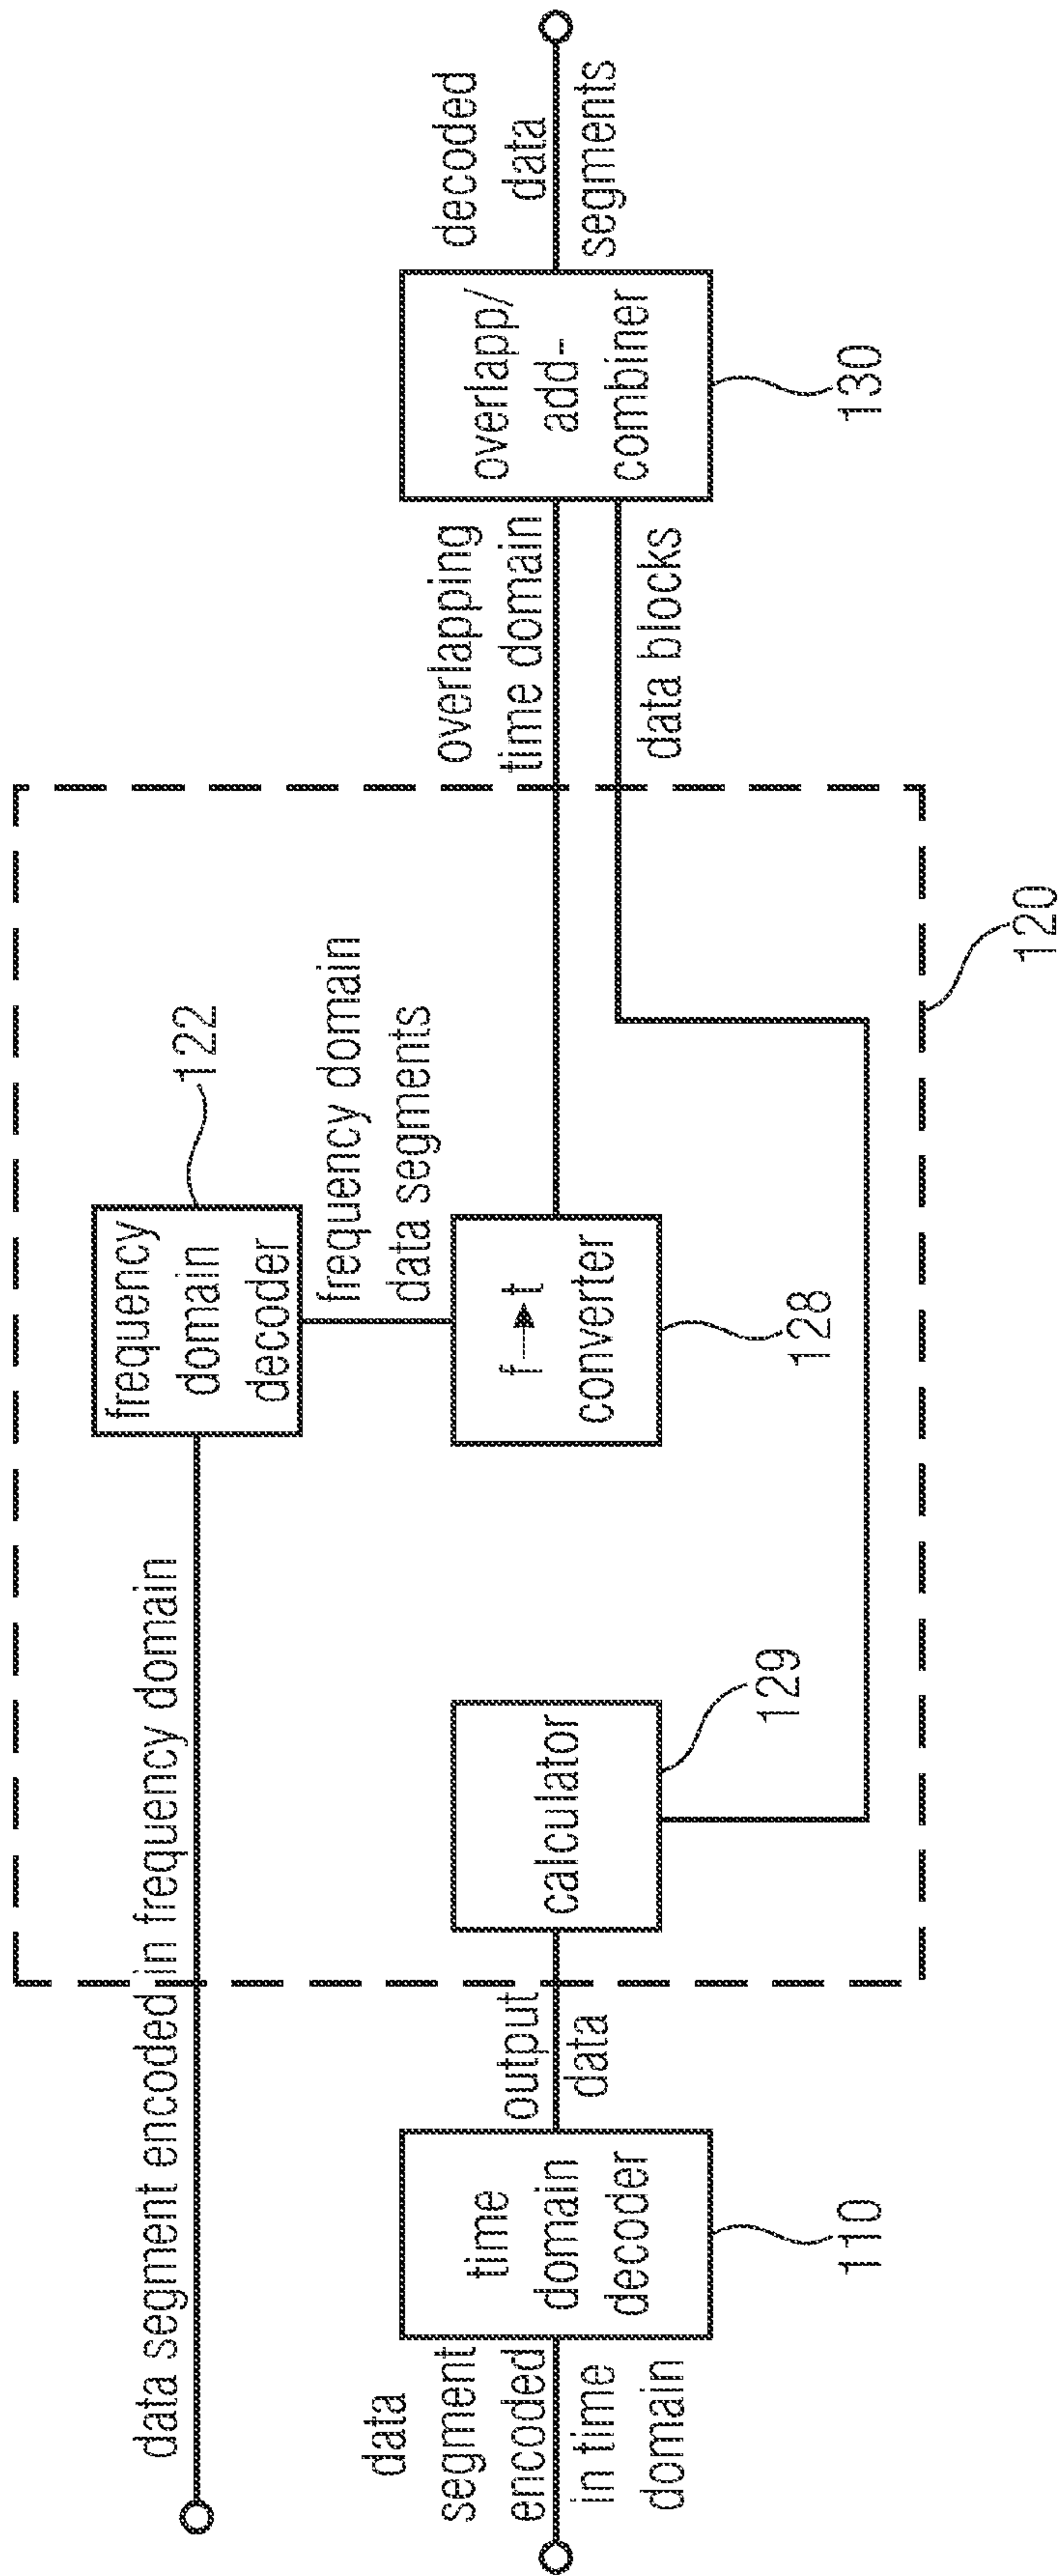 data segment encoded in frequency domain
data
segment
encoded
in time
domain
time
domain
decoder
110
output
data
calculator
129
frequency
domain
decoder
122
frequency domain
data segments
f→t
converter
128
120
overlapping
time domain
data blocks
overlapp/
add-
combiner
130
decoded
data
segments